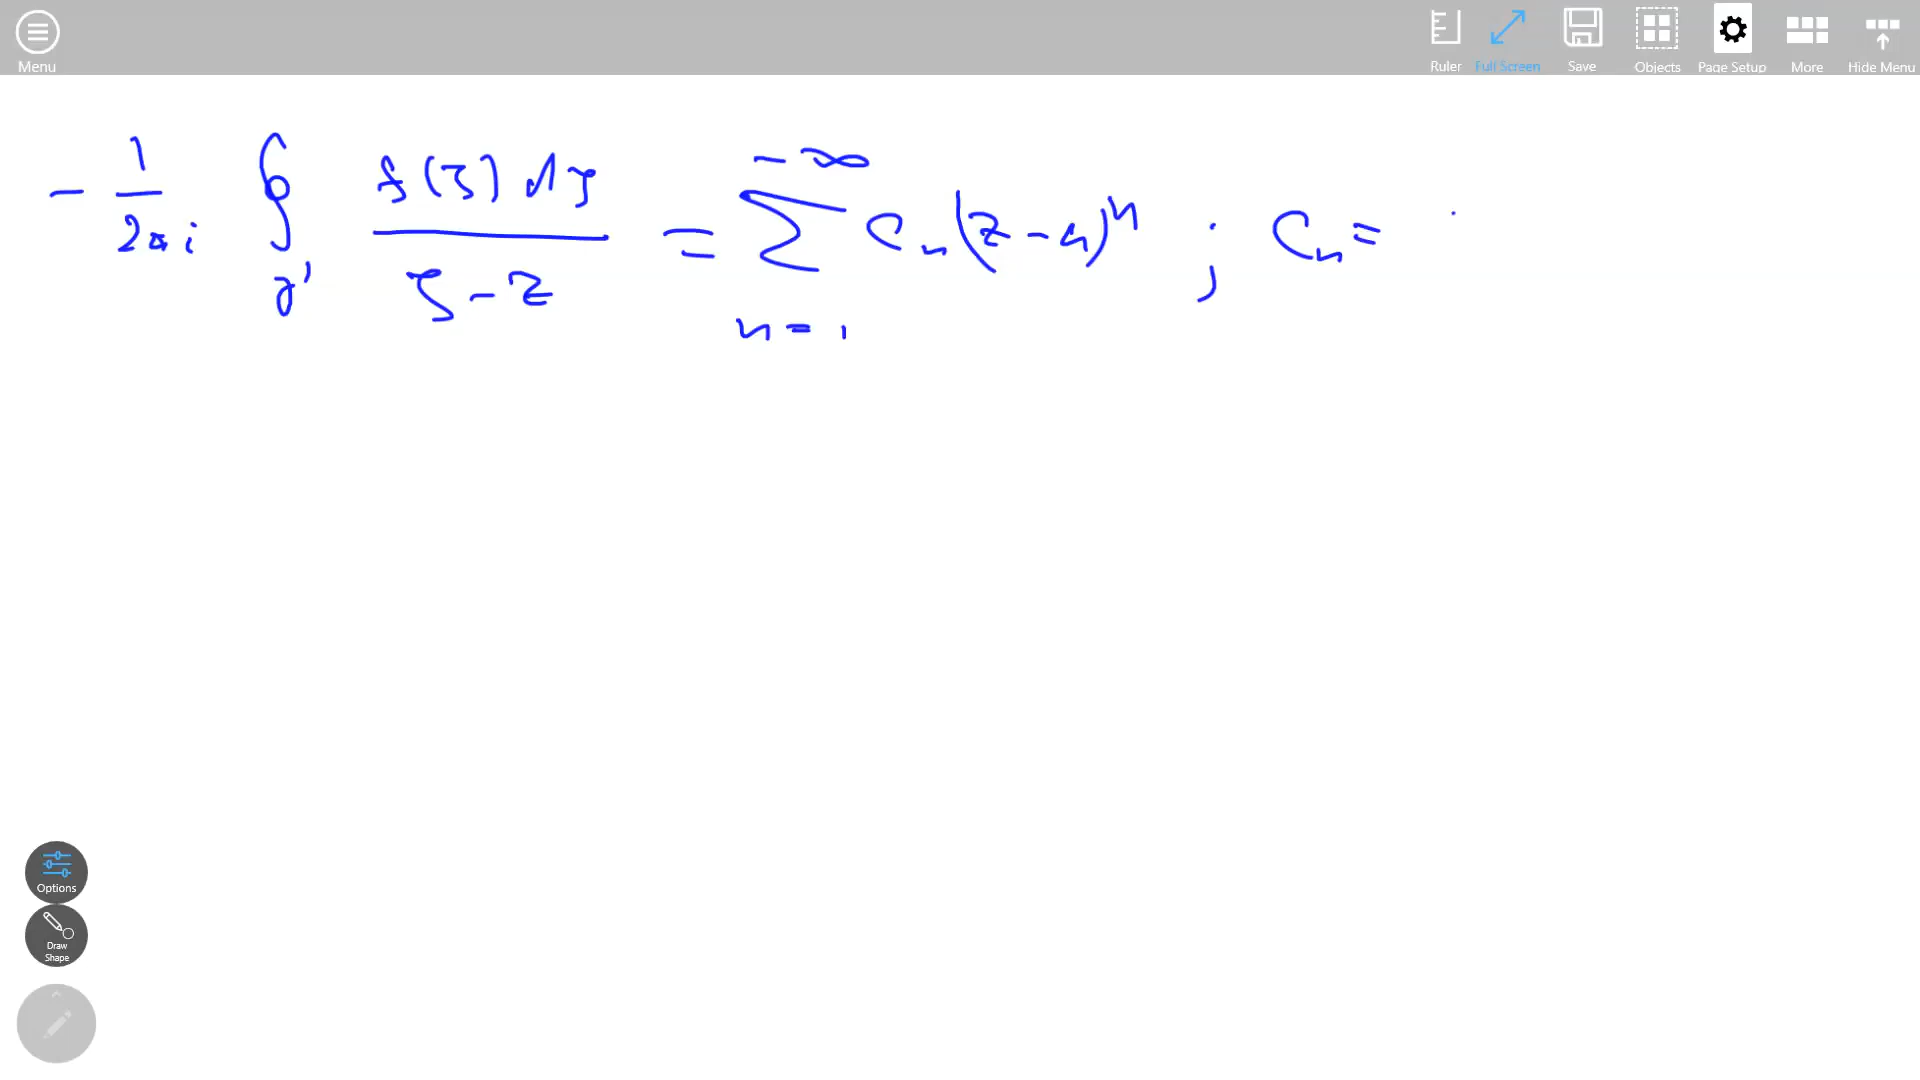 Menu
Ruler Full Screen Save Objects Page Setup More Hide Menu
- 1/2πi ∮_γ' f(ζ) dζ / ζ - z = ∑_{n=1}^{-∞} C_n (z - a)^n ; C_n =
Options
Draw
Shape